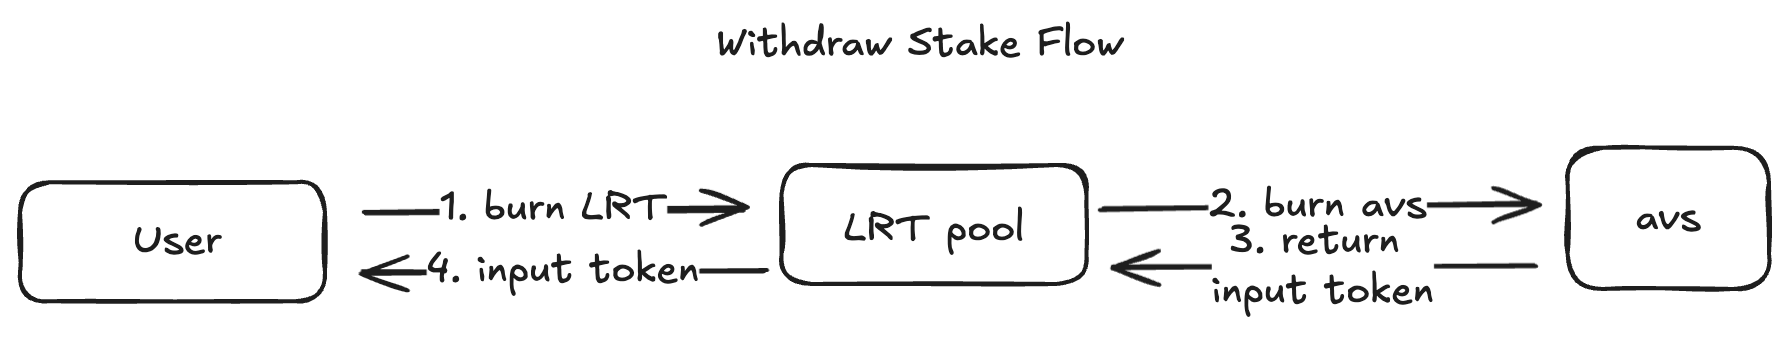 Withdraw Stake Flow
User
1. burn LRT
4. input token
LRT pool
2. burn avs
3. return
input token
avs